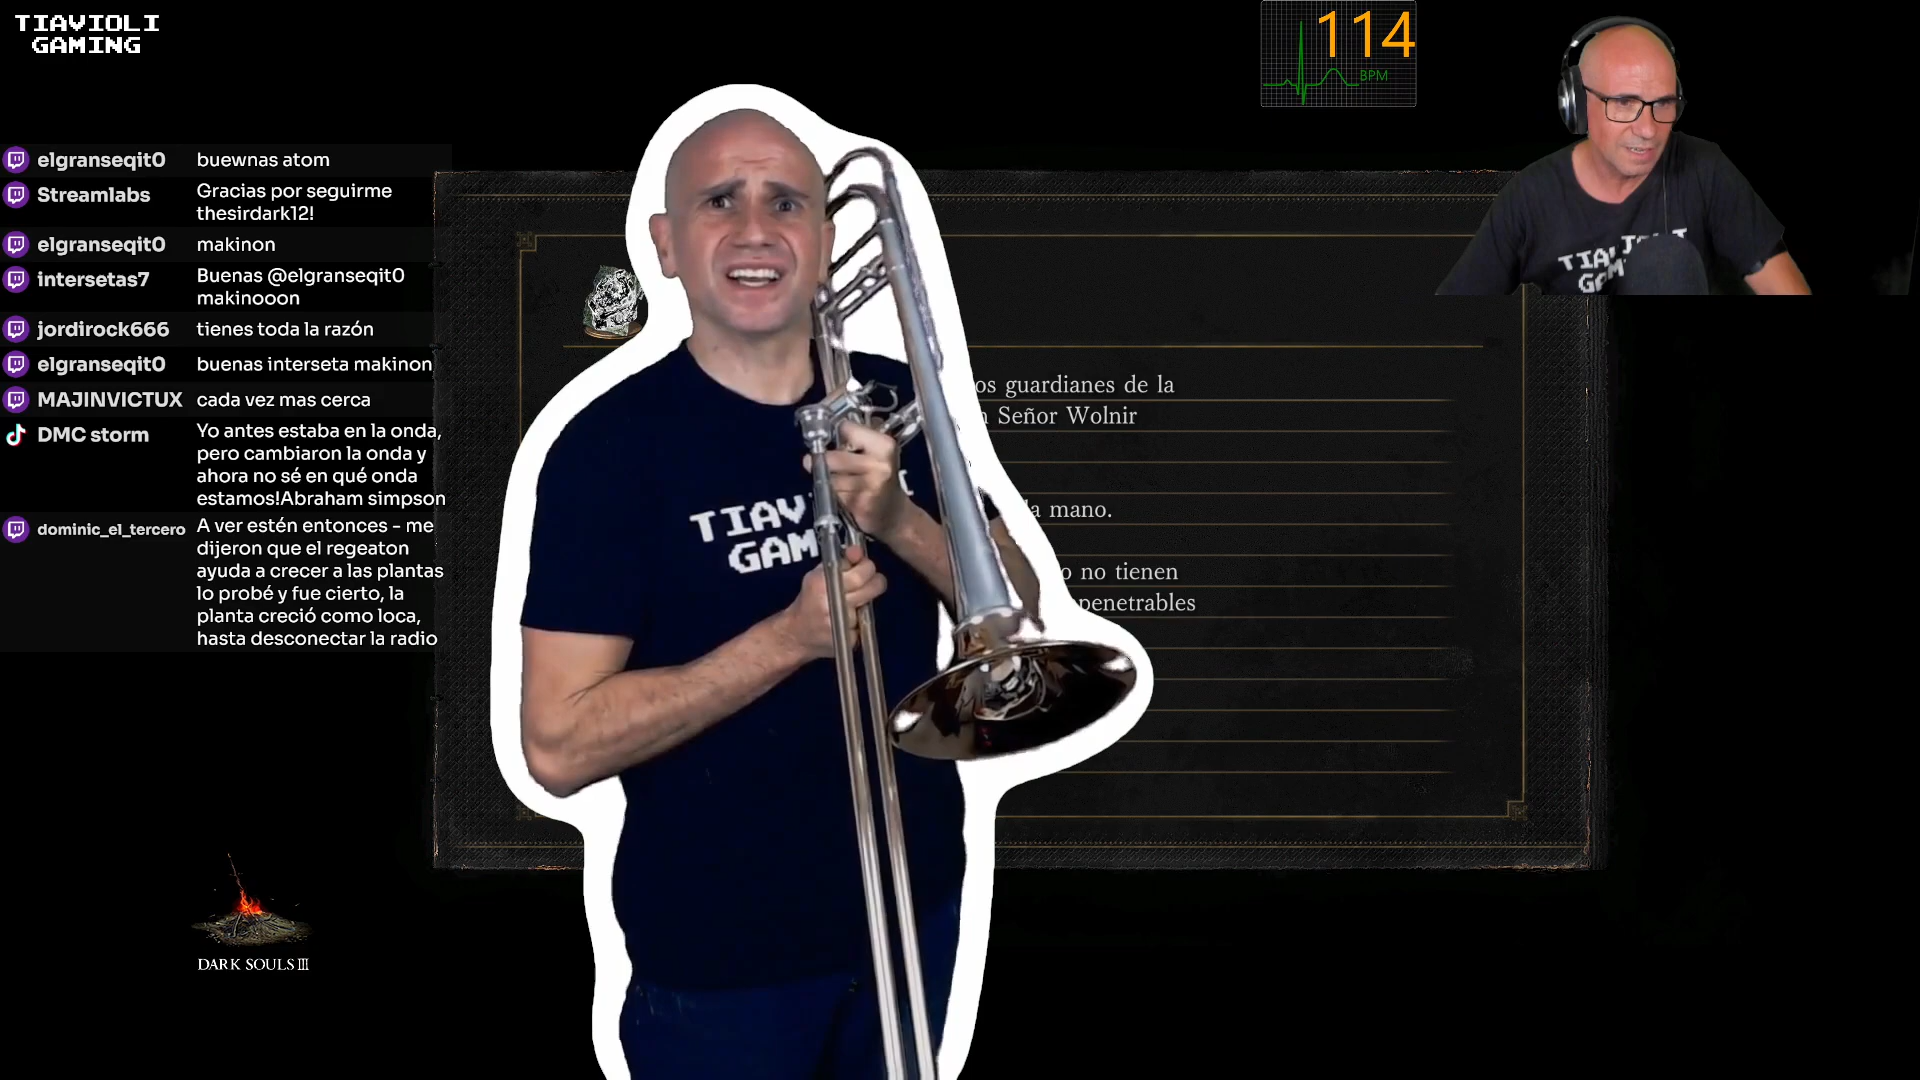 TIAVIOLI
GAMING
114
BPM
elgranseqit0 buewnas atom
Streamlabs Gracias por seguirme
thesirdark12!
elgranseqit0 makinon
intersetas7 Buenas @elgranseqit0
makinooon
jordirock666 tienes toda la razón
elgranseqit0 buenas interseta makinon
MAJINVICTUX cada vez mas cerca
DMC storm Yo antes estaba en la onda,
pero cambiaron la onda y
ahora no sé en qué onda
estamos!Abraham simpson
dominic_el_tercero A ver estén entonces - me
dijeron que el regeaton
ayuda a crecer a las plantas
lo probé y fue cierto, la
planta creció como loca,
hasta desconectar la radio
os guardianes de la
Señor Wolnir
a mano.
o no tienen
penetrables
TIAV I
GAM
TIA
GAM
DARK SOULS III